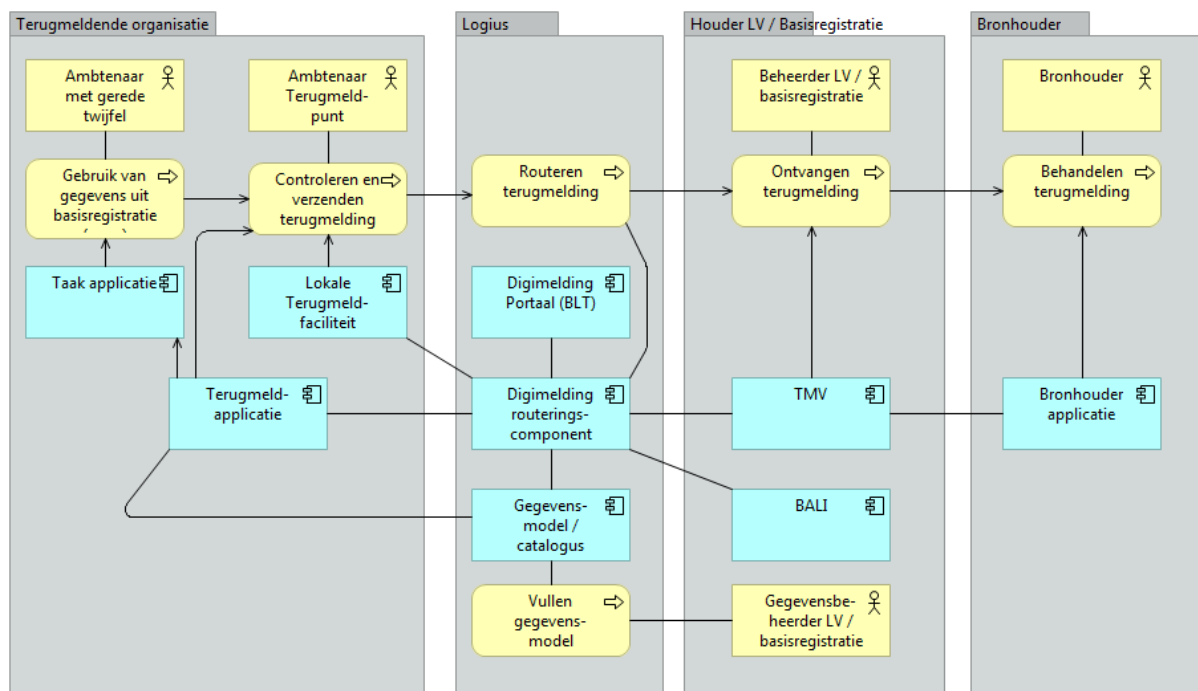 Terugmeldende organisatie
Logius
Houder LV / Basisregistratie
Bronhouder
Ambtenaar
met gerede
twijfel
Ambtenaar
Terugmeld-
punt
Beheerder LV /
basisregistratie
Bronhouder
Gebruik van
gegevens uit
basisregistratie
Controleren en
verzenden
terugmelding
Routeren
terugmelding
Ontvangen
terugmelding
Behandelen
terugmelding
Taak applicatie
Lokale
Terugmeld-
faciliteit
Digimelding
Portaal (BLT)
Terugmeld-
applicatie
Digimelding
routerings-
component
TMV
Bronhouder
applicatie
Gegevens-
model /
catalogus
BALI
Vullen
gegevens-
model
Gegevensbe-
heerder LV /
basisregistratie